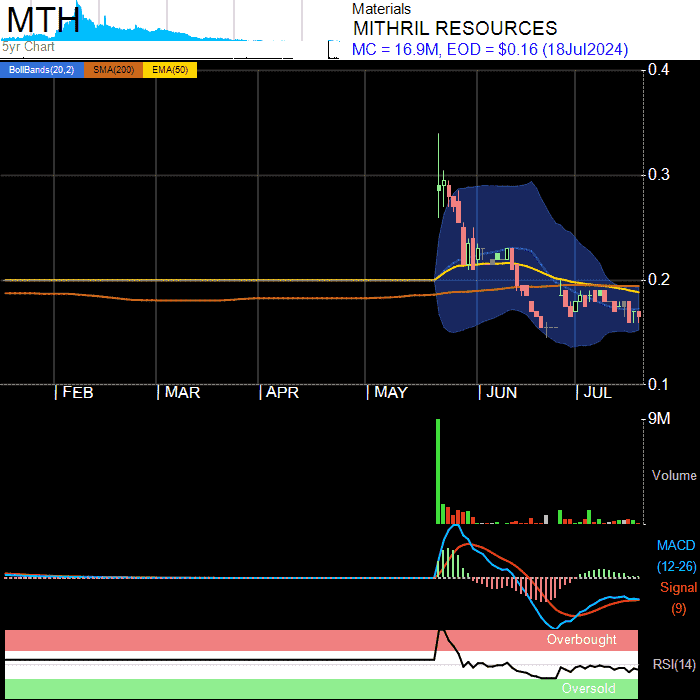 MTH
5yr Chart
Materials
MITHRIL RESOURCES
MC = 16.9M, EOD = $0.16 (18Jul2024)
BollBands(20,2) SMA(200) EMA(50)
0.4
0.3
0.2
0.1
FEB MAR APR MAY JUN JUL
9M
Volume
MACD
(12-26)
Signal
(9)
Overbought
RSI(14)
Oversold